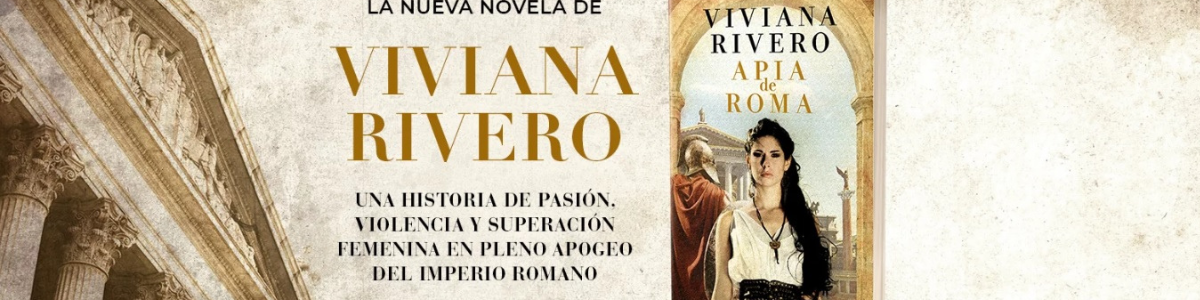 LA NUEVA NOVELA DE
VIVIANA
RIVERO
UNA HISTORIA DE PASIÓN,
VIOLENCIA Y SUPERACIÓN
FEMENINA EN PLENO APOGEO
DEL IMPERIO ROMANO
VIVIANA
RIVERO
APIA
de
ROMA